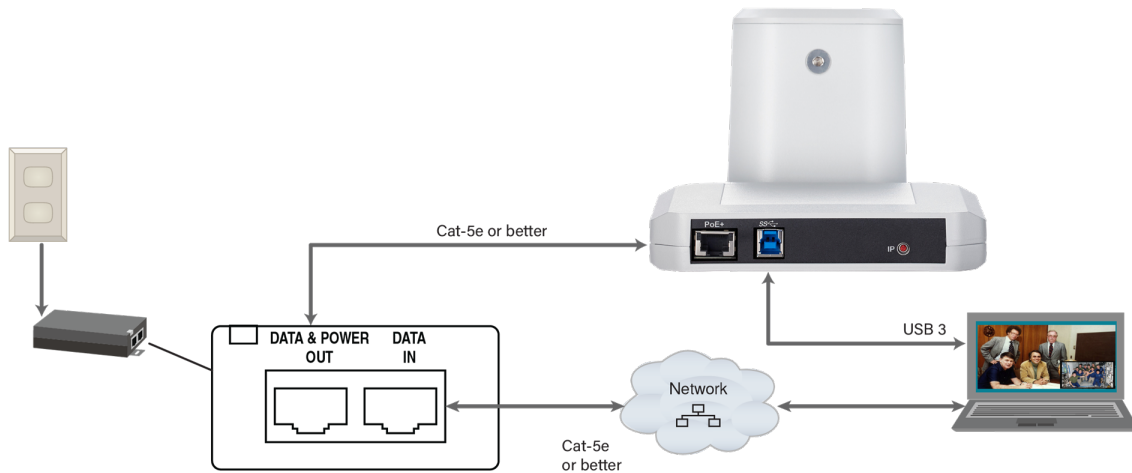 PoE+
SS
IP
Cat-5e or better
DATA & POWER
OUT
DATA
IN
USB 3
Network
Cat-5e
or better